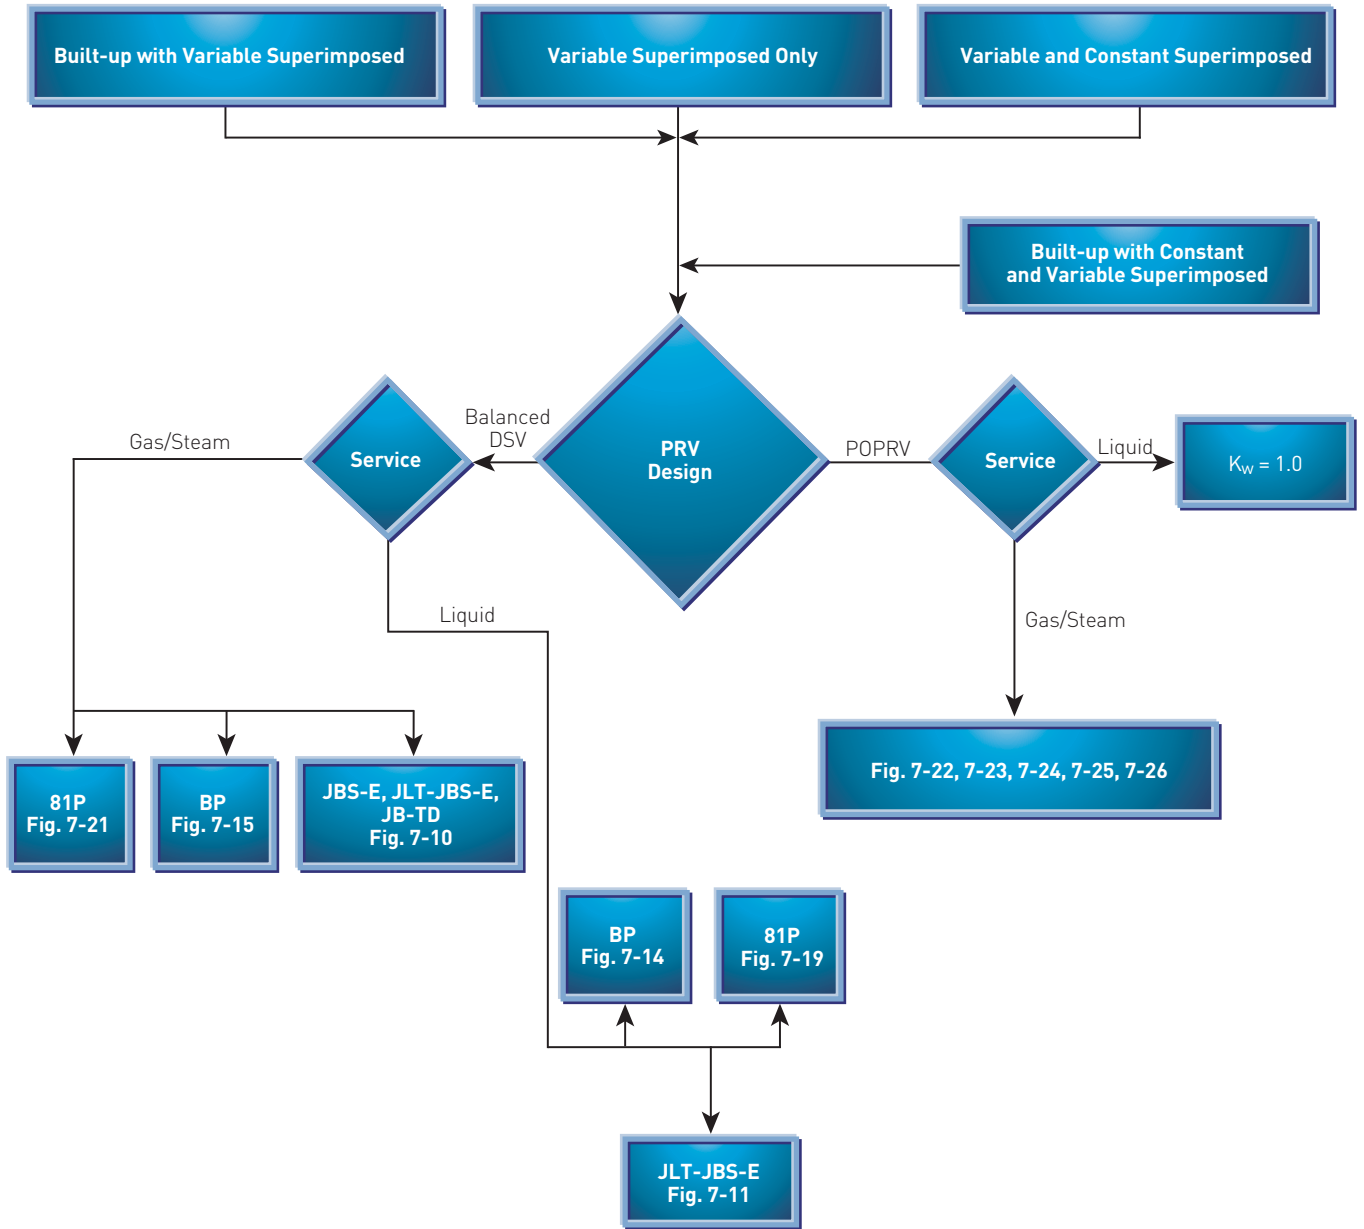 Built-up with Variable Superimposed
Variable Superimposed Only
Variable and Constant Superimposed
Built-up with Constant
and Variable Superimposed
Gas/Steam
Service
Balanced
DSV
PRV
Design
POPRV
Service
Liquid
Kw = 1.0
Liquid
Gas/Steam
81P
Fig. 7-21
BP
Fig. 7-15
JBS-E, JLT-JBS-E,
JB-TD
Fig. 7-10
Fig. 7-22, 7-23, 7-24, 7-25, 7-26
BP
Fig. 7-14
81P
Fig. 7-19
JLT-JBS-E
Fig. 7-11